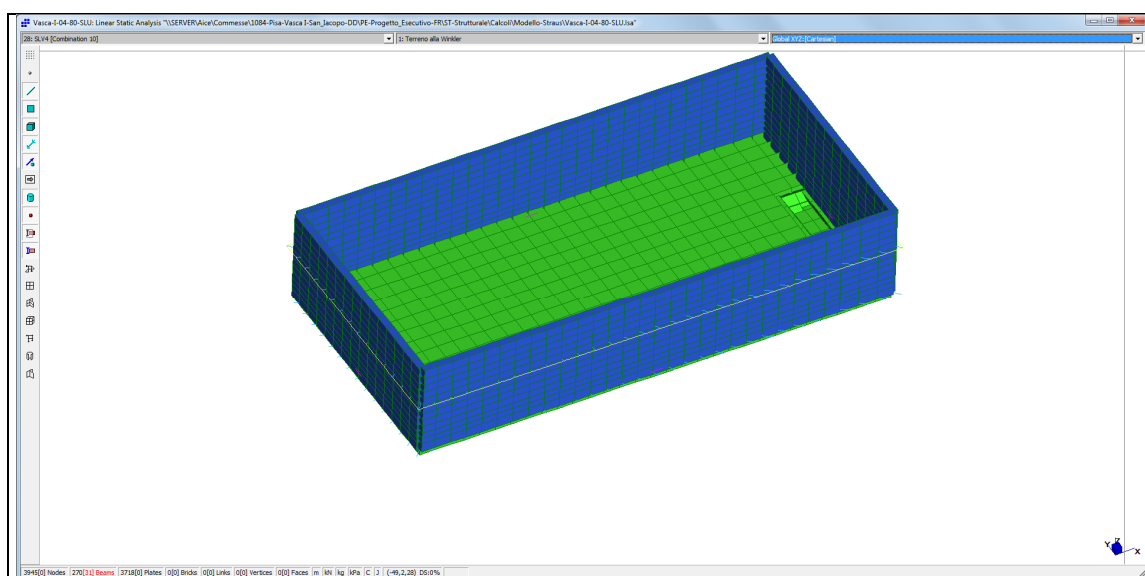 Vasca-I-04-80-SLU: Linear Static Analysis "\\SERVER\Aice\Commesse\1084-Pisa-Vasca I-San_Iacopo-DD\PE-Progetto_Esecutivo-FR\ST-Strutturale\Calcoli\Modello-Straus\Vasca-I-04-80-SLU.lsa"
28: SLV4 [Combination 10]
1: Terreno alla Winkler
Global XYZ:[Cartesian]
Y Z X
3945[0] Nodes 270[31] Beams 3718[0] Plates 0[0] Bricks 0[0] Links 0[0] Vertices 0[0] Faces m kN kg kPa C J (-49,2,28) DS:0%